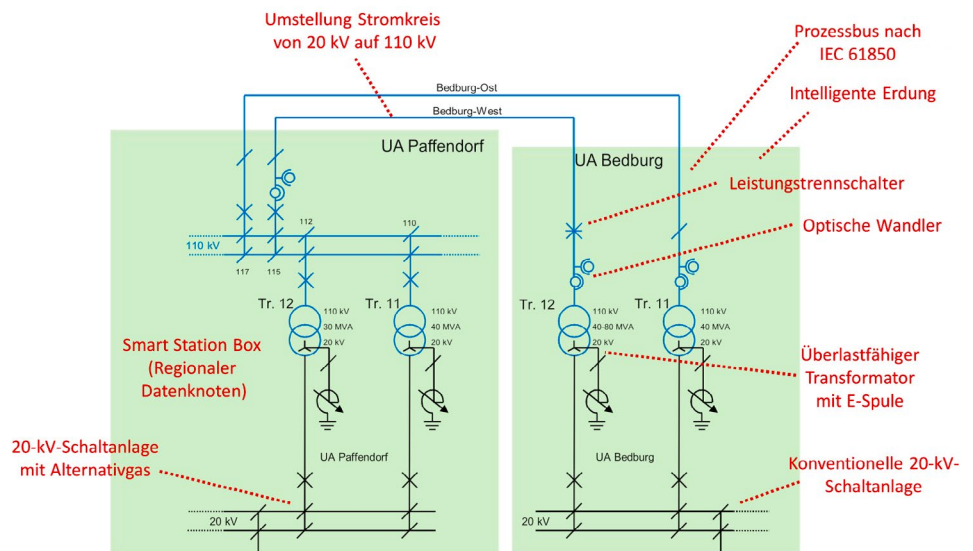 Umstellung Stromkreis
von 20 kV auf 110 kV
Prozessbus nach
IEC 61850
Intelligente Erdung
Bedburg-Ost
Bedburg-West
UA Paffendorf
UA Bedburg
Leistungstrennschalter
Optische Wandler
112
110
110 kV
117
115
Tr. 12
110 kV
30 MVA
20 kV
Tr. 11
110 kV
40 MVA
20 kV
Tr. 12
110 kV
40-80 MVA
20 kV
Tr. 11
110 kV
40 MVA
20 kV
Smart Station Box
(Regionaler
Datenknoten)
Überlastfähiger
Transformator
mit E-Spule
20-kV-Schaltanlage
mit Alternativgas
UA Paffendorf
UA Bedburg
Konventionelle 20-kV-
Schaltanlage
20 kV
20 kV